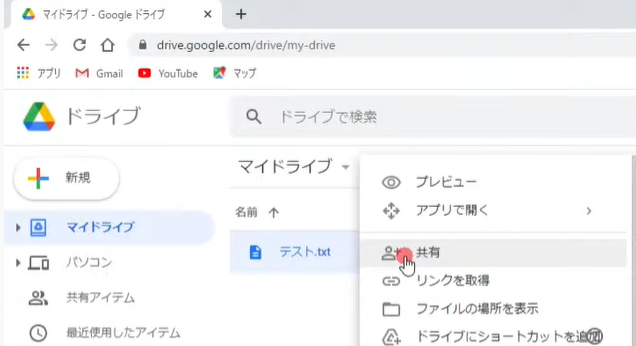 マイドライブ - Google ドライブ
drive.google.com/drive/my-drive
アプリ Gmail YouTube マップ
ドライブ
ドライブで検索
新規
マイドライブ
名前
テスト.txt
マイドライブ
パソコン
共有アイテム
最近使用したアイテム
プレビュー
アプリで開く
共有
リンクを取得
ファイルの場所を表示
ドライブにショートカットを追加